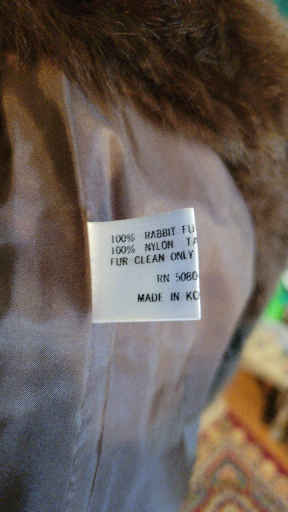 100% RABBIT FU
100% NYLON TA
FUR CLEAN ONLY
RN 5080
MADE IN KO